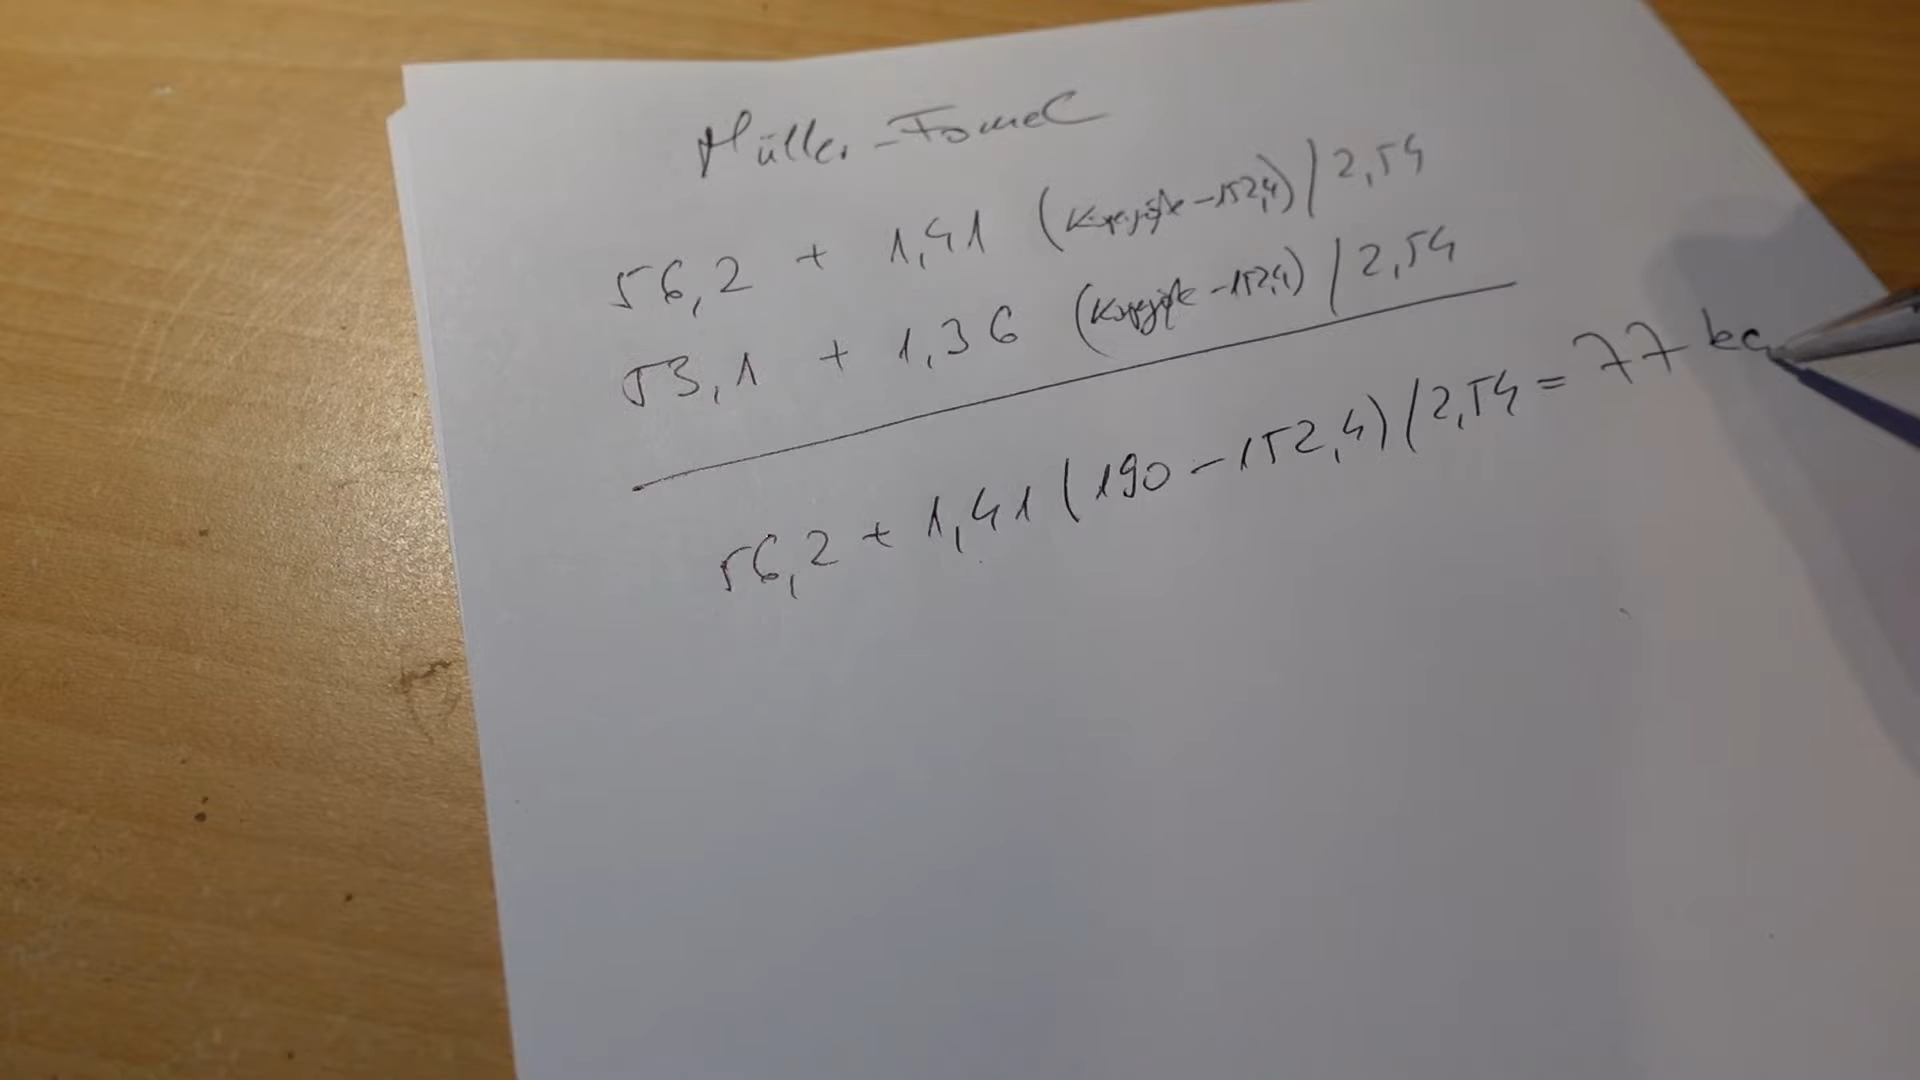 Müller-Formel
56,2 + 1,41 (Körpergröße - 152,4) / 2,54
53,1 + 1,36 (Körpergröße - 152,4) / 2,54
56,2 + 1,41 (190 - 152,4) / 2,54 = 77 kg